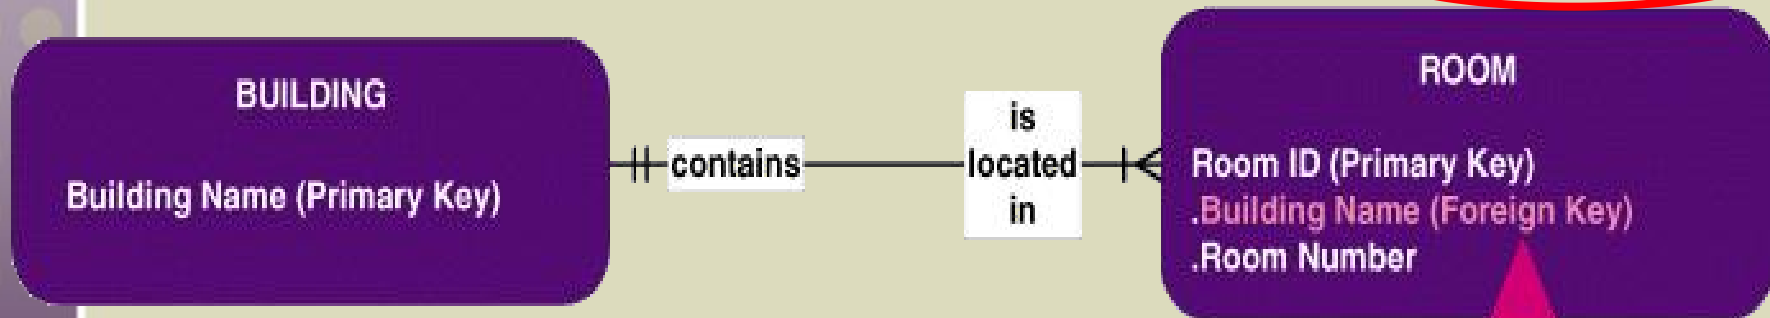 BUILDING
Building Name (Primary Key)
contains
is
located
in
ROOM
Room ID (Primary Key)
.Building Name (Foreign Key)
.Room Number